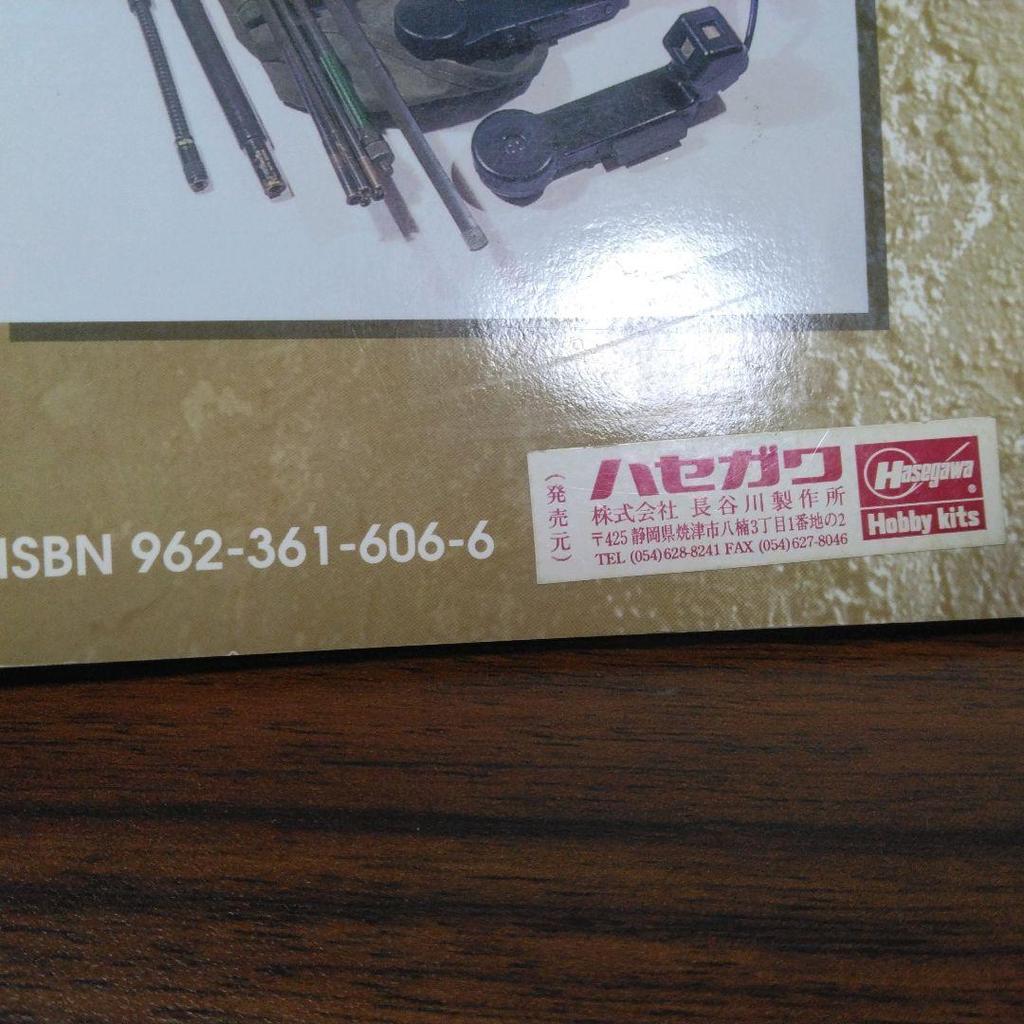 ISBN 962-361-606-6
(発売元)
ハセガワ
株式会社 長谷川製作所
〒425 静岡県焼津市八楠3丁目1番地の2
TEL (054)628-8241 FAX (054)627-8046
Hasegawa®
Hobby kits